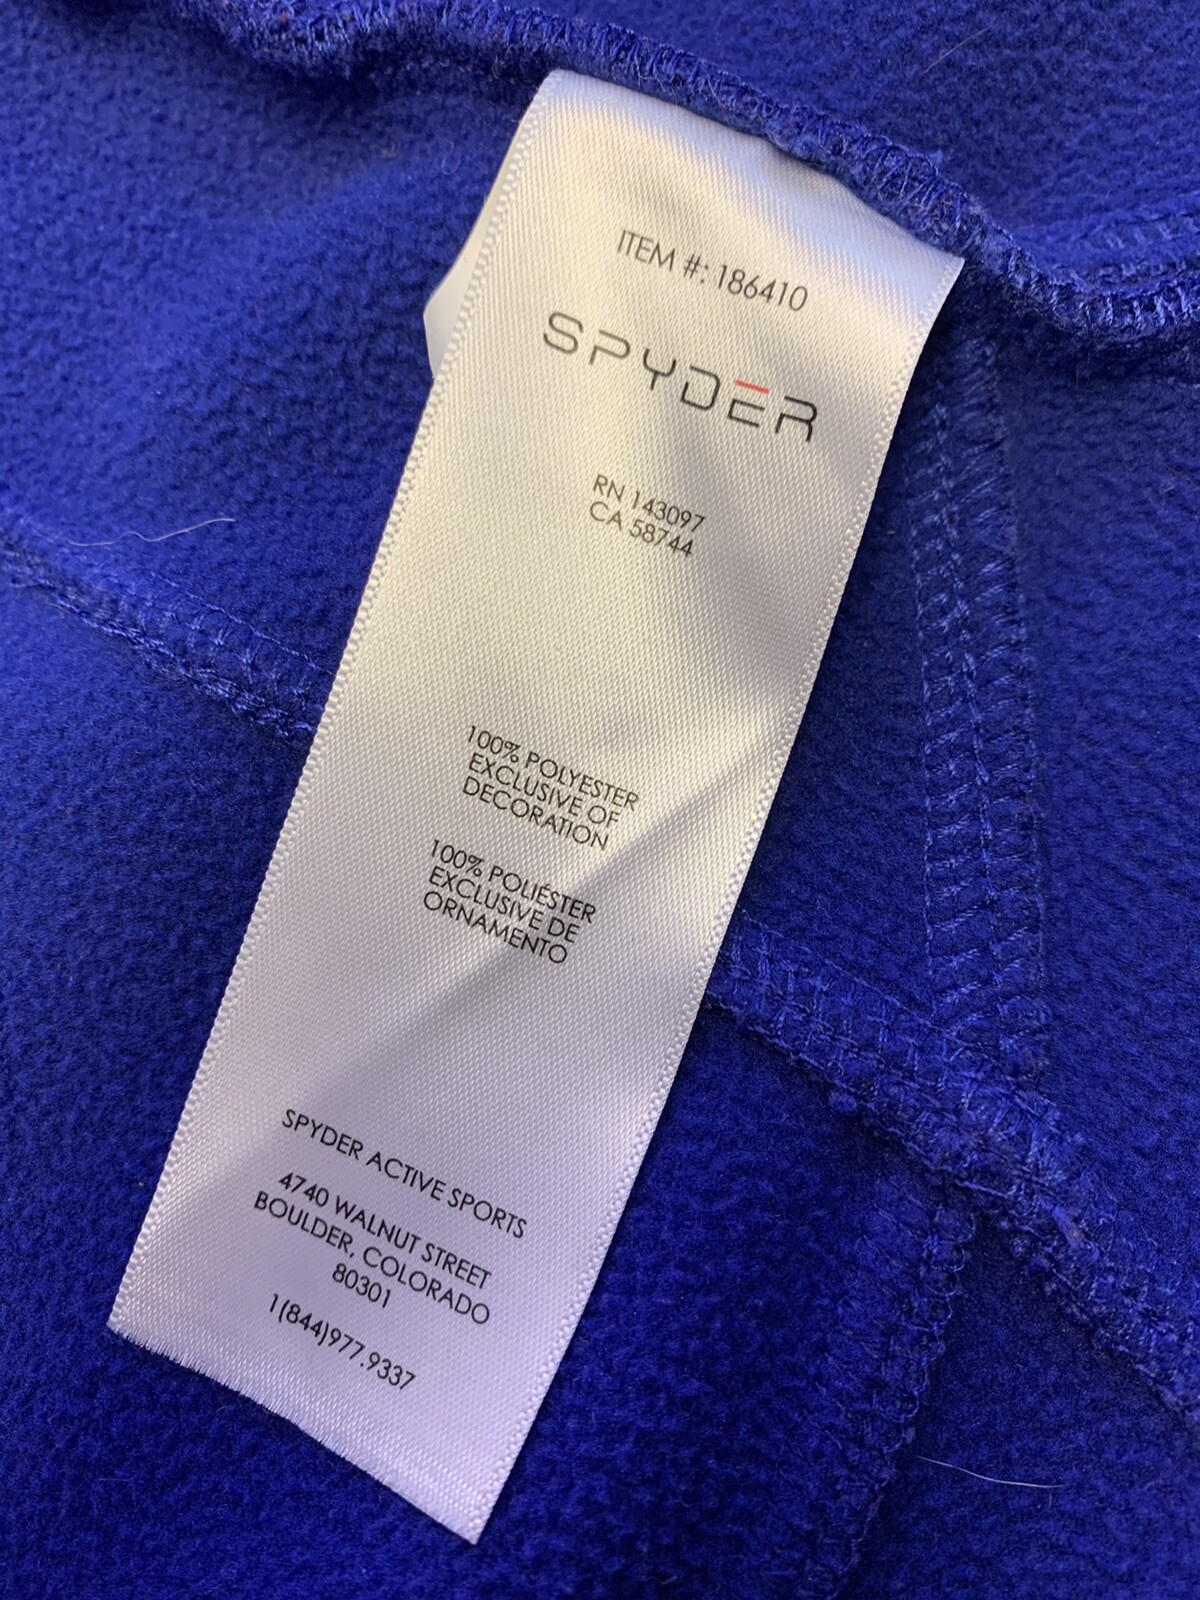 ITEM #: 186410
SPYDER
RN 143097
CA 58744
100% POLYESTER
EXCLUSIVE OF
DECORATION
100% POLIÉSTER
EXCLUSIVE DE
ORNAMENTO
SPYDER ACTIVE SPORTS
4740 WALNUT STREET
BOULDER, COLORADO
80301
1(844)977.9337